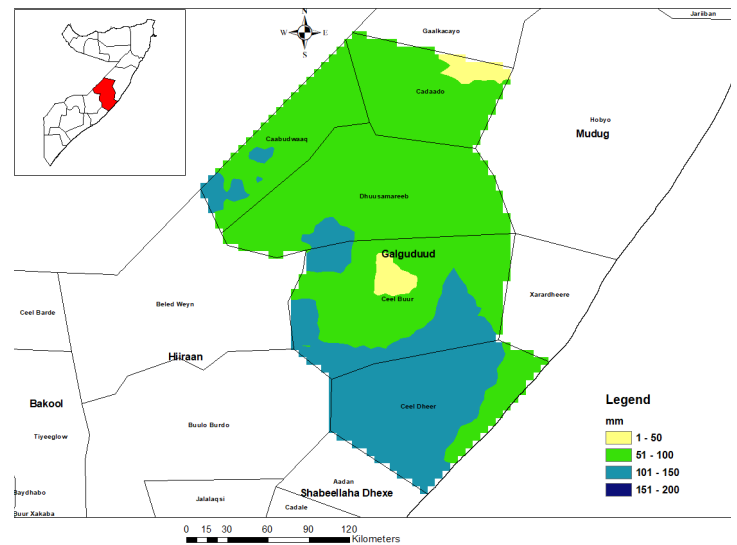 Jariiban
Gaalkacayo
N
W E
S
Cadaado
Hobyo
Mudug
Caabudwaaq
Dhuusamareeb
Galguduud
Ceel Buur
Xarardheere
Ceel Barde
Beled Weyn
Hiiraan
Bakool
Tiyeeglow
Buulo Burdo
Ceel Dheer
Legend
mm
1 - 50
51 - 100
101 - 150
151 - 200
Aadan
Shabeellaha Dhexe
Baydhabo
Jalalaqsi
Cadale
Buur Xakaba
0 15 30 60 90 120
Kilometers